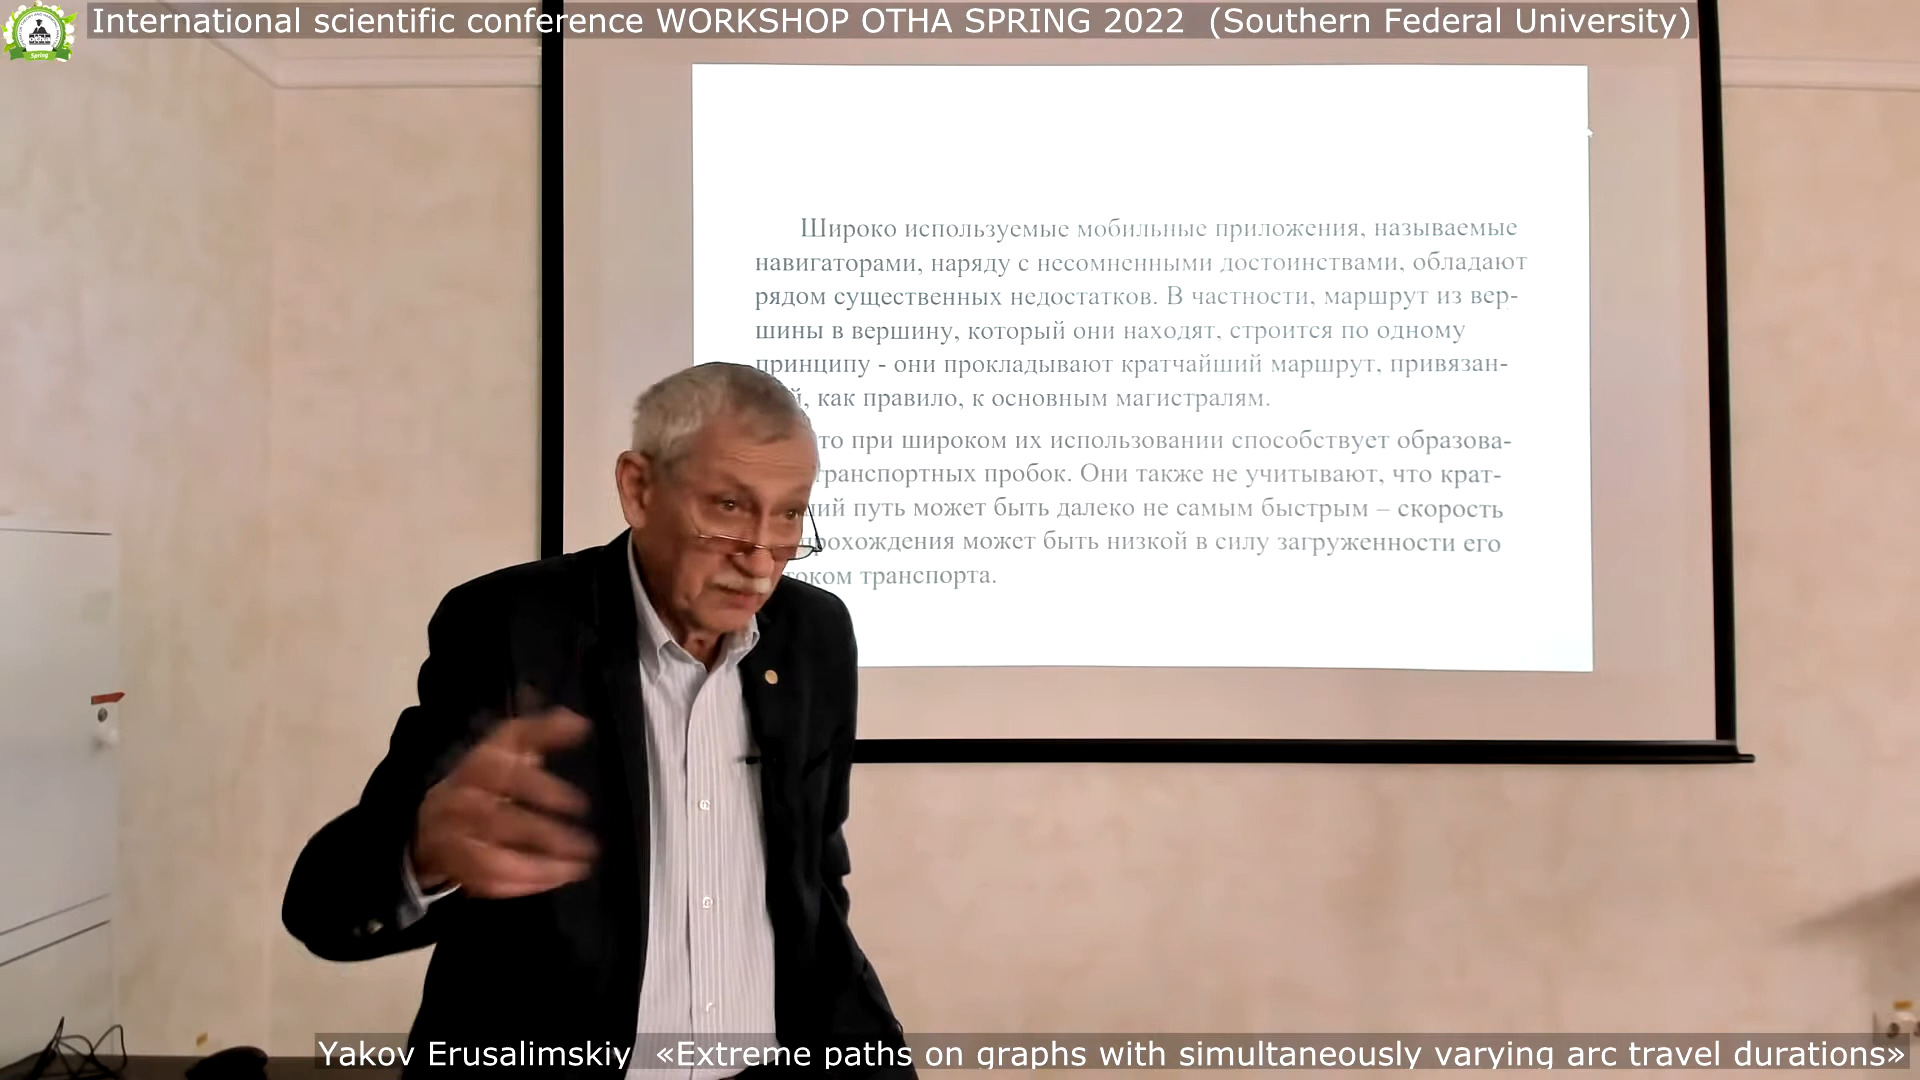 International scientific conference WORKSHOP OTHA SPRING 2022 (Southern Federal University)
Широко используемые мобильные приложения, называемые
навигаторами, наряду с несомненными достоинствами, обладают
рядом существенных недостатков. В частности, маршрут из вер-
шины в вершину, который они находят, строится по одному
принципу - они прокладывают кратчайший маршрут, привязан-
как правило, к основным магистралям.
при широком их использовании способствует образова-
транспортных пробок. Они также не учитывают, что крат-
путь может быть далеко не самым быстрым – скорость
прохождения может быть низкой в силу загруженности его
транспорта.
Yakov Erusalimskiy «Extreme paths on graphs with simultaneously varying arc travel durations»